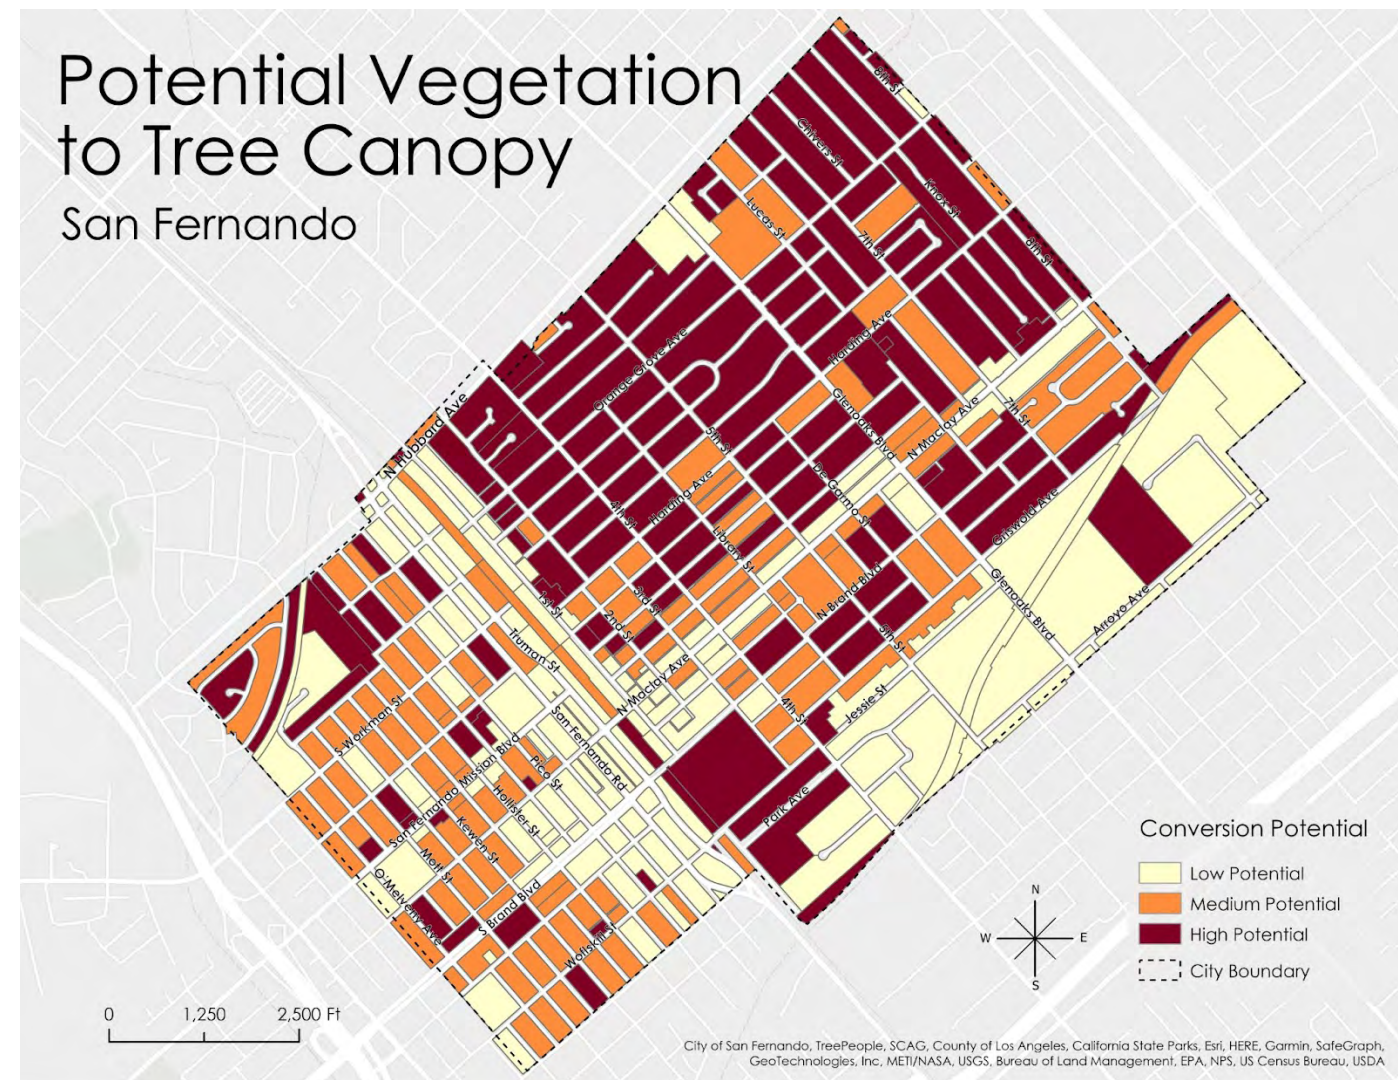 Potential Vegetation
to Tree Canopy
San Fernando
8th St
Chivers St
Knox St
Lucas St
7th St
8th St
Orange Grove Ave
Harding Ave
N Hubbard Ave
Glenoaks Blvd
N Maclay Ave
7th St
5th St
De Garmo St
Harding Ave
4th St
Library St
Griswold Ave
1st St
3rd St
2nd St
N Brand Blvd
Glenoaks Blvd
Arroyo Ave
5th St
Truman St
N Maclay Ave
4th St
Jessie St
S Workman St
San Fernando Rd
San Fernando Mission Blvd
Pico St
Hollister St
Park Ave
Kewen St
Mott St
O'Melveny Ave
S Brand Blvd
Wolfskill St
Conversion Potential
Low Potential
Medium Potential
High Potential
City Boundary
N
W E
S
0 1,250 2,500 Ft
City of San Fernando, TreePeople, SCAG, County of Los Angeles, California State Parks, Esri, HERE, Garmin, SafeGraph,
GeoTechnologies, Inc, METI/NASA, USGS, Bureau of Land Management, EPA, NPS, US Census Bureau, USDA